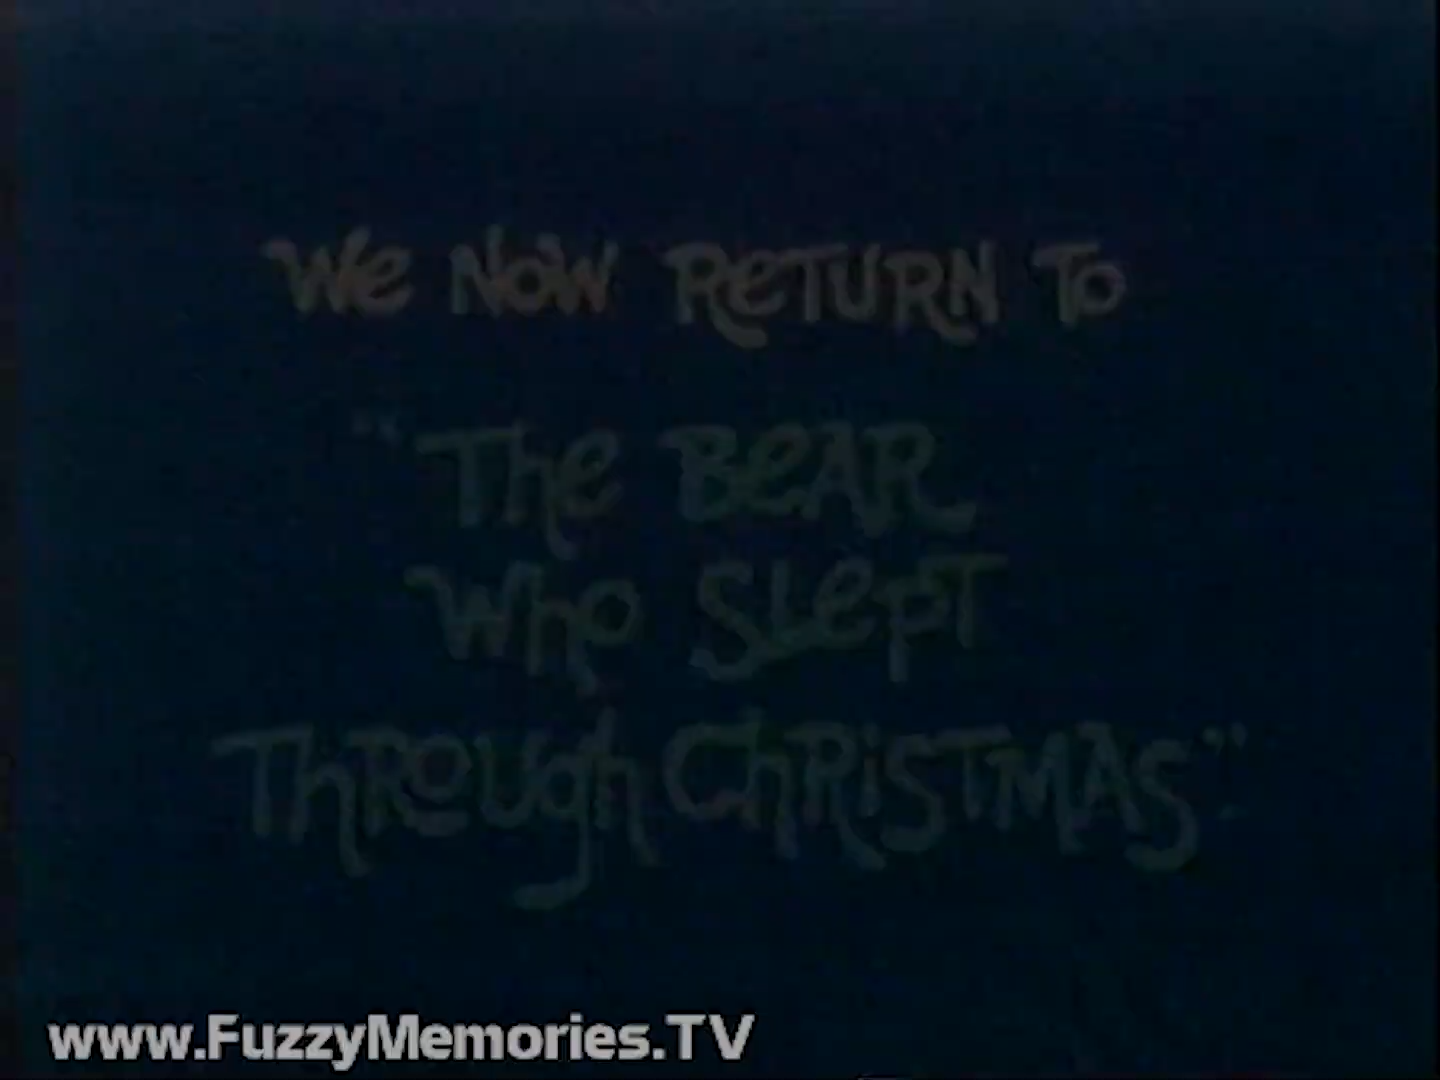 We Now Return To
"The Bear
Who Slept
Through Christmas"
www.FuzzyMemories.TV